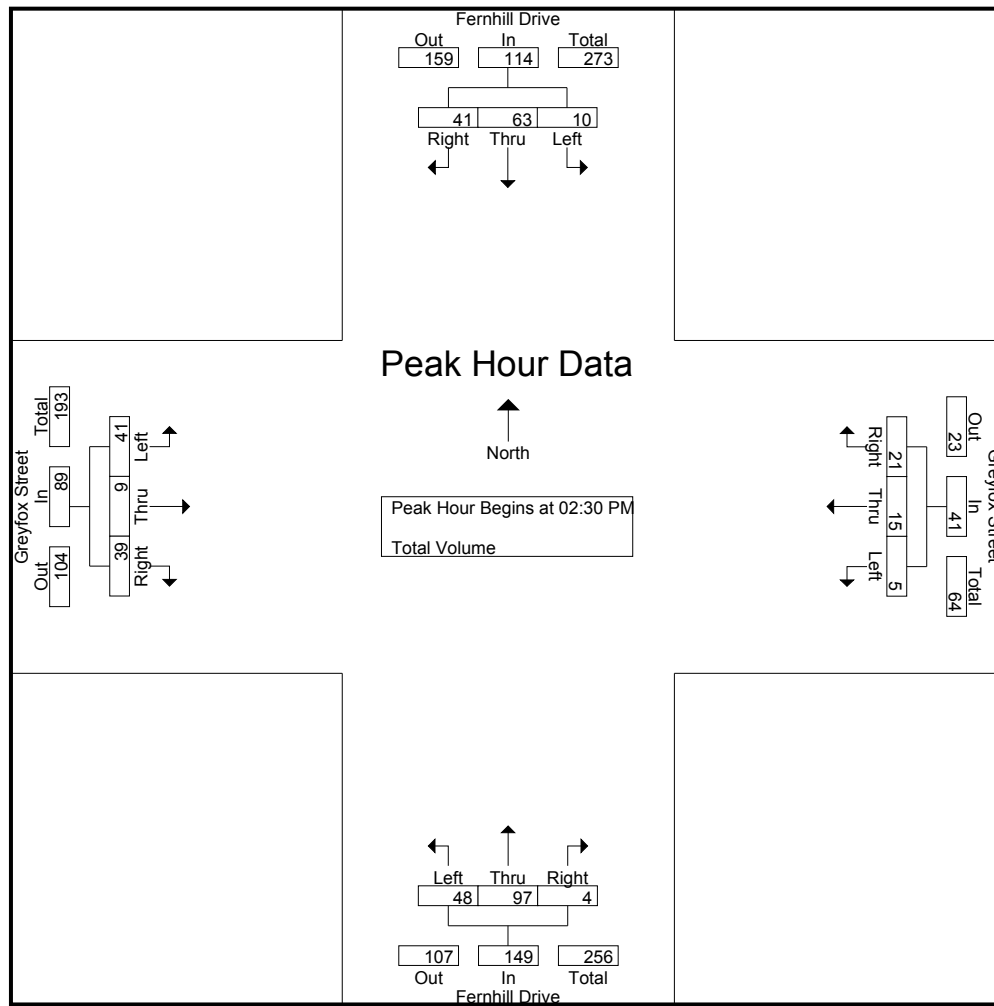 Fernhill Drive
Out In Total
159 114 273
41 63 10
Right Thru Left
Peak Hour Data
North
Peak Hour Begins at 02:30 PM
Total Volume
Greyfox Street
Total In Out
193 89 104
41 9 39
Left Thru Right
Right Thru Left
21 15 5
23 41 64
Out In Total
Greyfox Street
Left Thru Right
48 97 4
107 149 256
Out In Total
Fernhill Drive